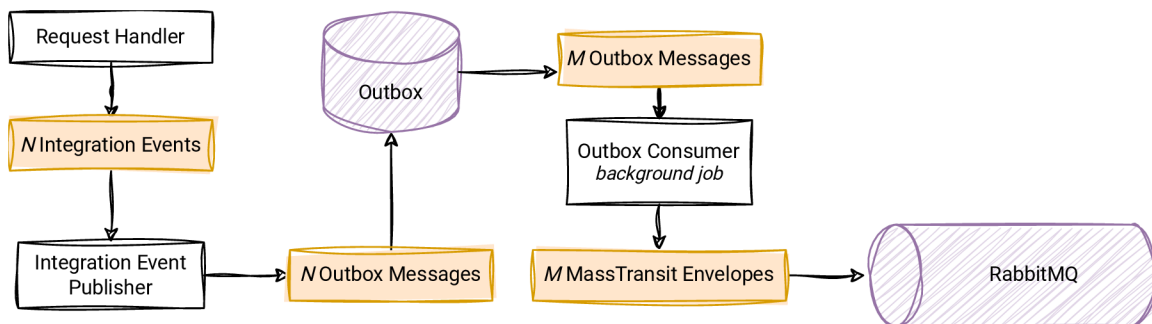 Request Handler
N Integration Events
Integration Event
Publisher
N Outbox Messages
Outbox
M Outbox Messages
Outbox Consumer
background job
M MassTransit Envelopes
RabbitMQ